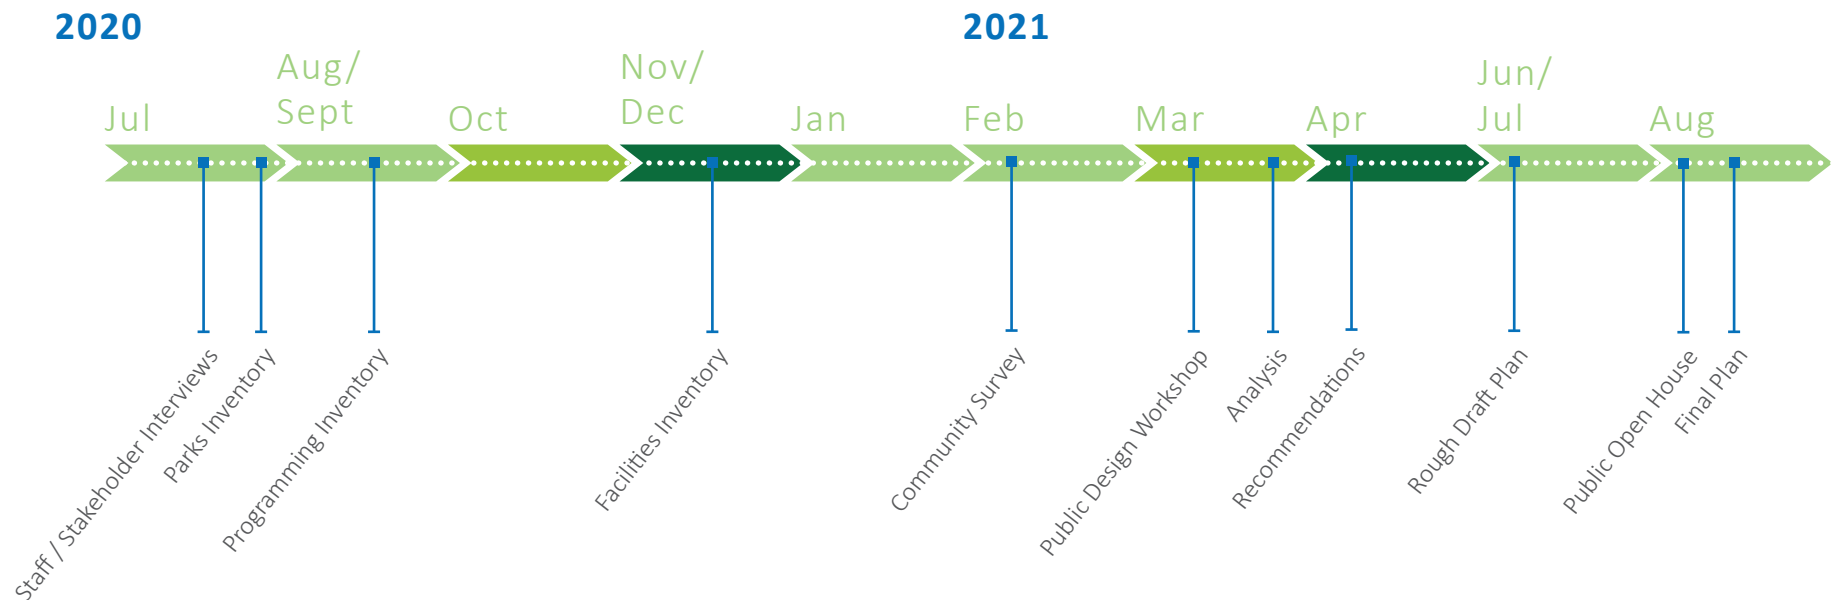 2020
2021
Jul
Aug/
Sept
Oct
Nov/
Dec
Jan
Feb
Mar
Apr
Jun/
Jul
Aug
Staff / Stakeholder Interviews
Parks Inventory
Programming Inventory
Facilities Inventory
Community Survey
Public Design Workshop
Analysis
Recommendations
Rough Draft Plan
Public Open House
Final Plan